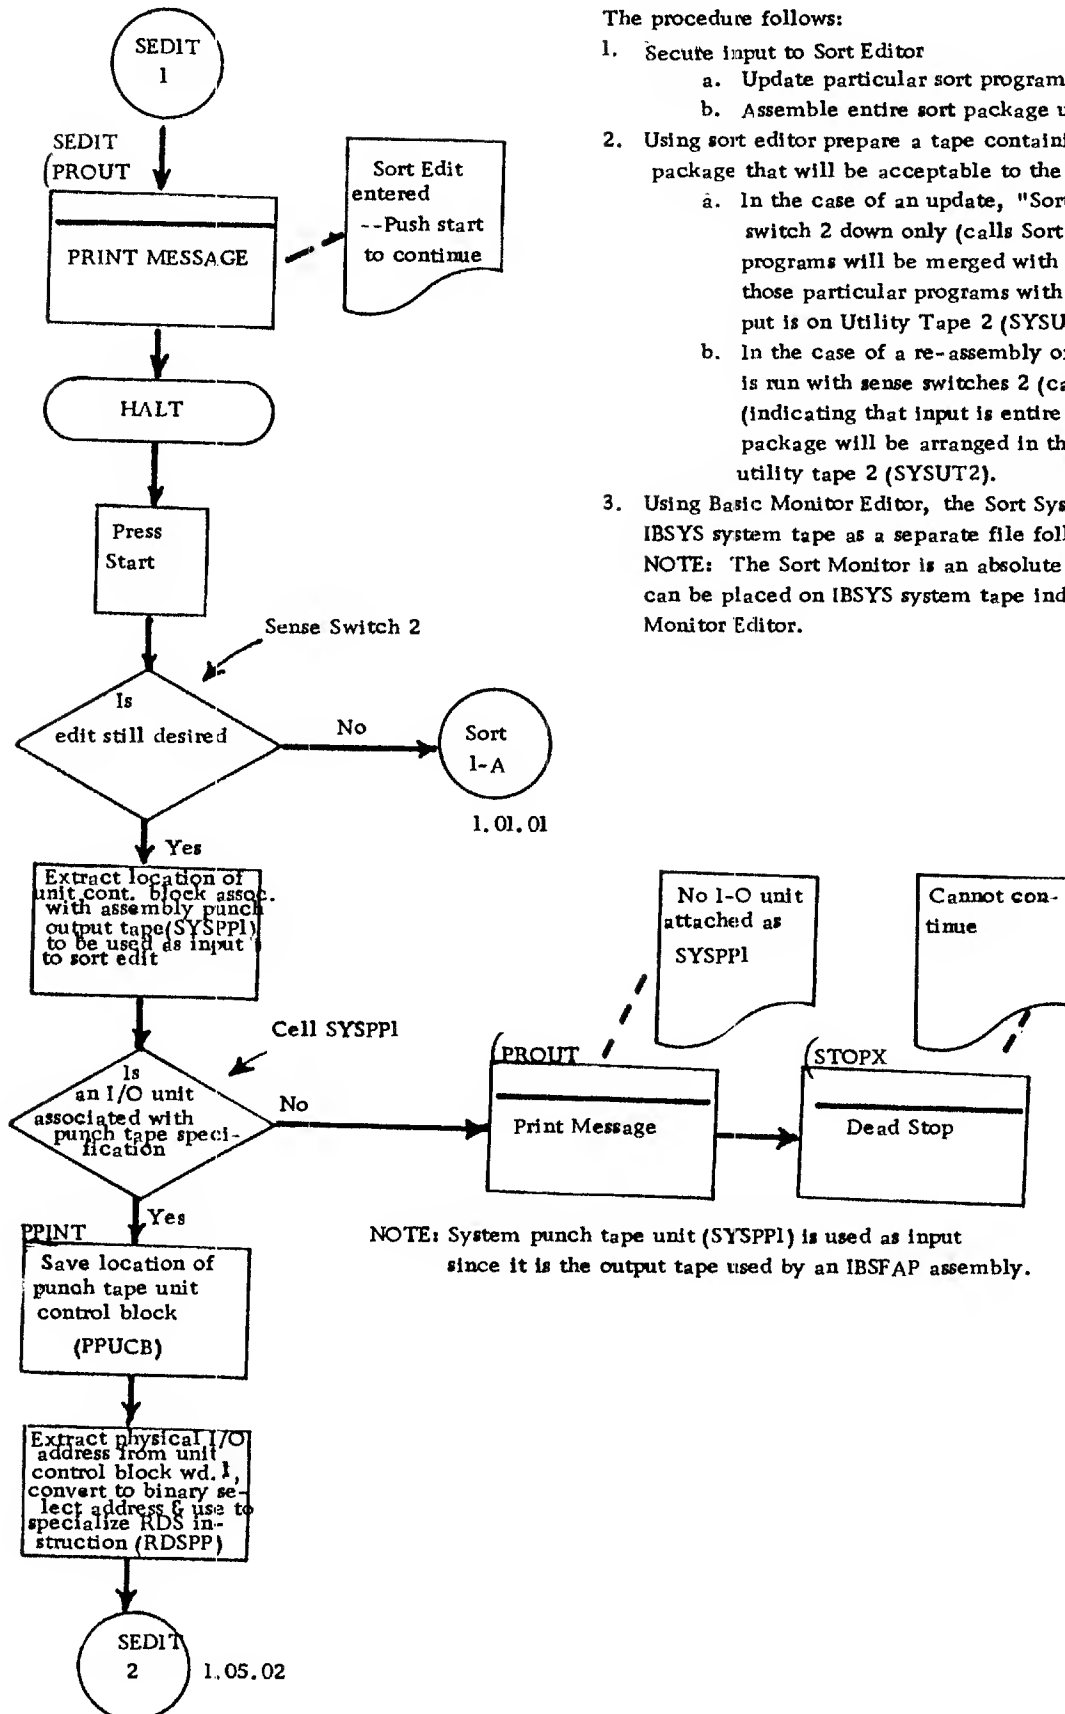 SEDIT
1
SEDIT
(PROUT
PRINT MESSAGE
Sort Edit
entered
--Push start
to continue
HALT
Press
Start
Sense Switch 2
Is
edit still desired
No
Sort
1-A
1.01.01
Yes
Extract location of
unit cont. block assoc.
with assembly punch
output tape(SYSPP1)
to be used as input
to sort edit
Cell SYSPP1
Is
an I/O unit
associated with
punch tape speci-
fication
No
(PROUT
Print Message
No I-O unit
attached as
SYSPP1
(STOPX
Dead Stop
Cannot con-
tinue
Yes
PPINT
Save location of
punch tape unit
control block
(PPUCB)
NOTE: System punch tape unit (SYSPP1) is used as input
since it is the output tape used by an IBSFAP assembly.
Extract physical I/O
address from unit
control block wd. 1,
convert to binary se-
lect address & use to
specialize RDS in-
struction (RDSPP)
SEDIT
2
1.05.02
The procedure follows:
1. Secure input to Sort Editor
a. Update particular sort program
b. Assemble entire sort package u
2. Using sort editor prepare a tape containi
package that will be acceptable to the
a. In the case of an update, "Sor
switch 2 down only (calls Sort
programs will be merged with
those particular programs with
put is on Utility Tape 2 (SYSU
b. In the case of a re-assembly o
is run with sense switches 2 (ca
(indicating that input is entire
package will be arranged in th
utility tape 2 (SYSUT2).
3. Using Basic Monitor Editor, the Sort Sys
IBSYS system tape as a separate file foll
NOTE: The Sort Monitor is an absolute
can be placed on IBSYS system tape ind
Monitor Editor.